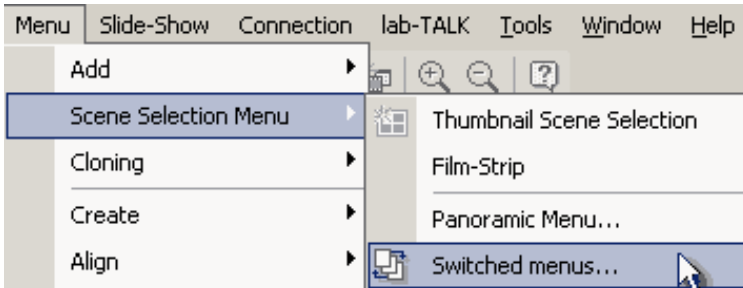 Menu Slide-Show Connection lab-TALK Tools Window Help
Add
Scene Selection Menu
Thumbnail Scene Selection
Cloning
Film-Strip
Create
Panoramic Menu...
Align
Switched menus...